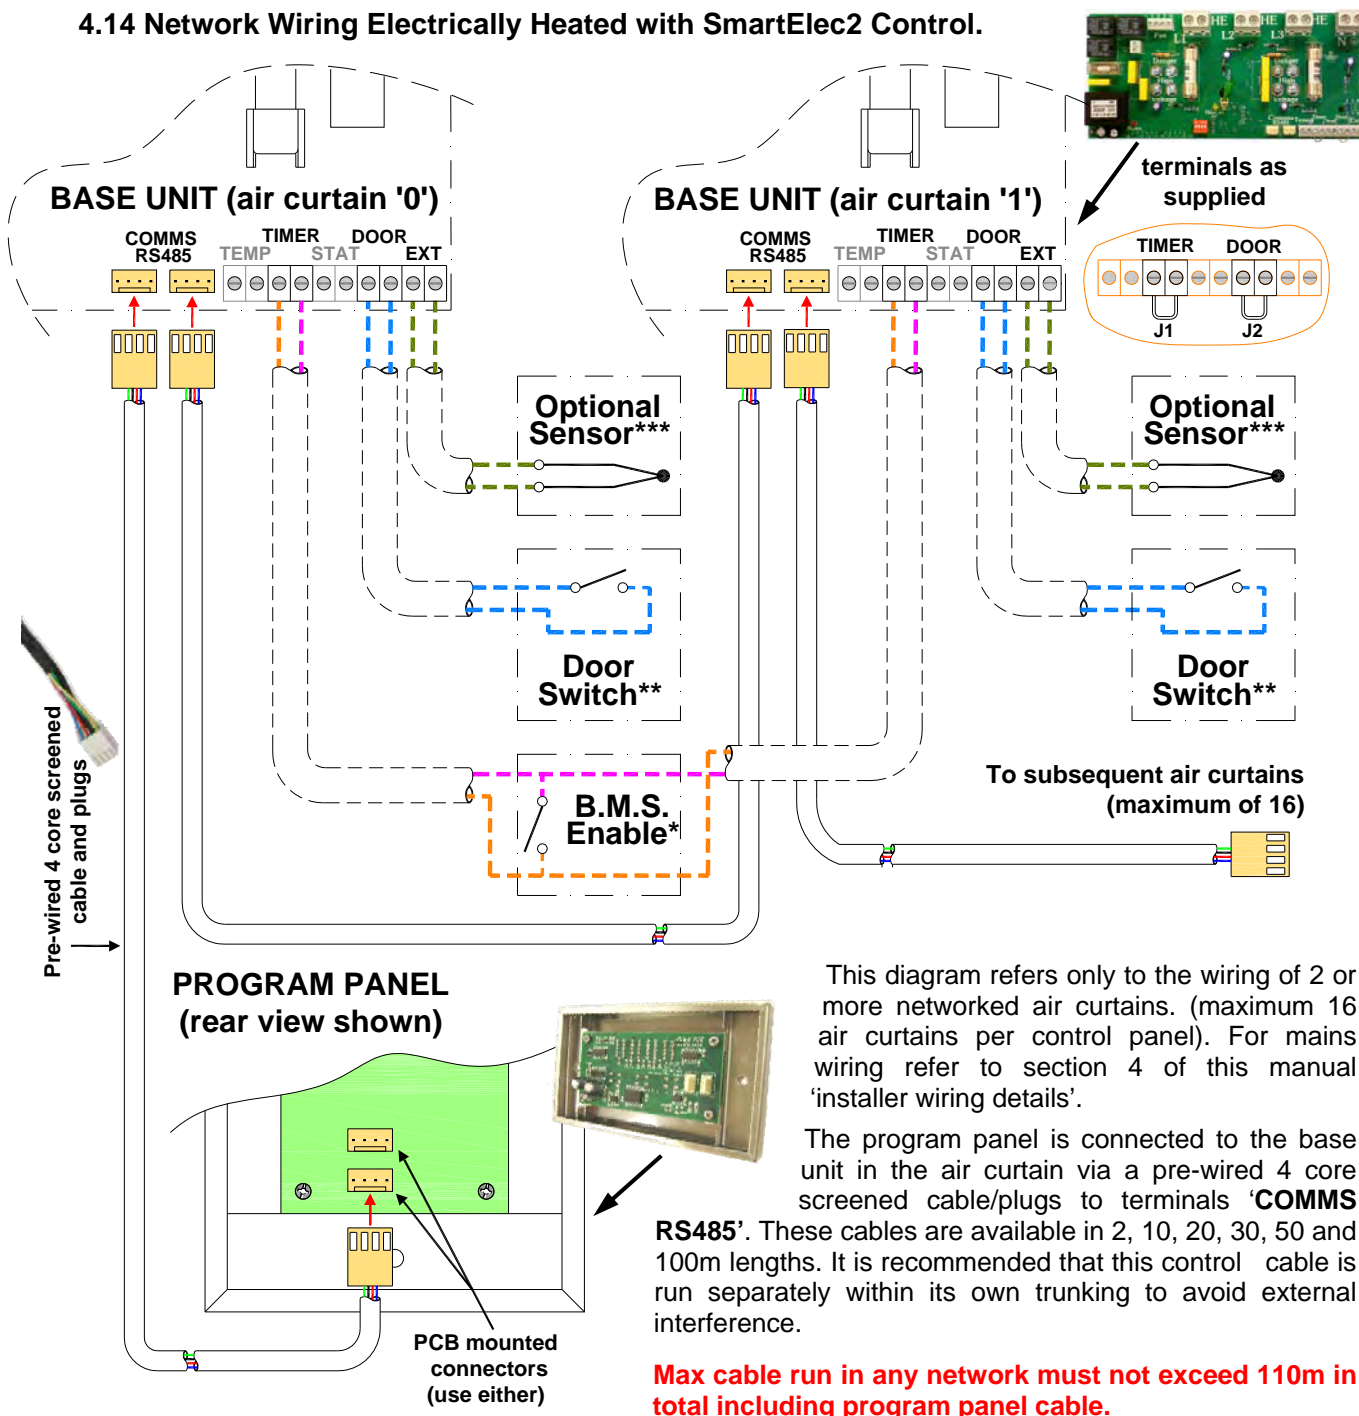 4.14 Network Wiring Electrically Heated with SmartElec2 Control.
HE HE HE
L1 L2 L3 N
terminals as
supplied
BASE UNIT (air curtain '0')
COMMS
RS485
TIMER DOOR
TEMP STAT EXT
BASE UNIT (air curtain '1')
COMMS
RS485
TIMER DOOR
TEMP STAT EXT
TIMER DOOR
J1 J2
Optional
Sensor***
Optional
Sensor***
Door
Switch**
Door
Switch**
B.M.S.
Enable*
To subsequent air curtains
(maximum of 16)
Pre-wired 4 core screened
cable and plugs
PROGRAM PANEL
(rear view shown)
PCB mounted
connectors
(use either)
This diagram refers only to the wiring of 2 or
more networked air curtains. (maximum 16
air curtains per control panel). For mains
wiring refer to section 4 of this manual
‘installer wiring details’.
The program panel is connected to the base
unit in the air curtain via a pre-wired 4 core
screened cable/plugs to terminals ‘COMMS
RS485’. These cables are available in 2, 10, 20, 30, 50 and
100m lengths. It is recommended that this control cable is
run separately within its own trunking to avoid external
interference.
Max cable run in any network must not exceed 110m in
total including program panel cable.